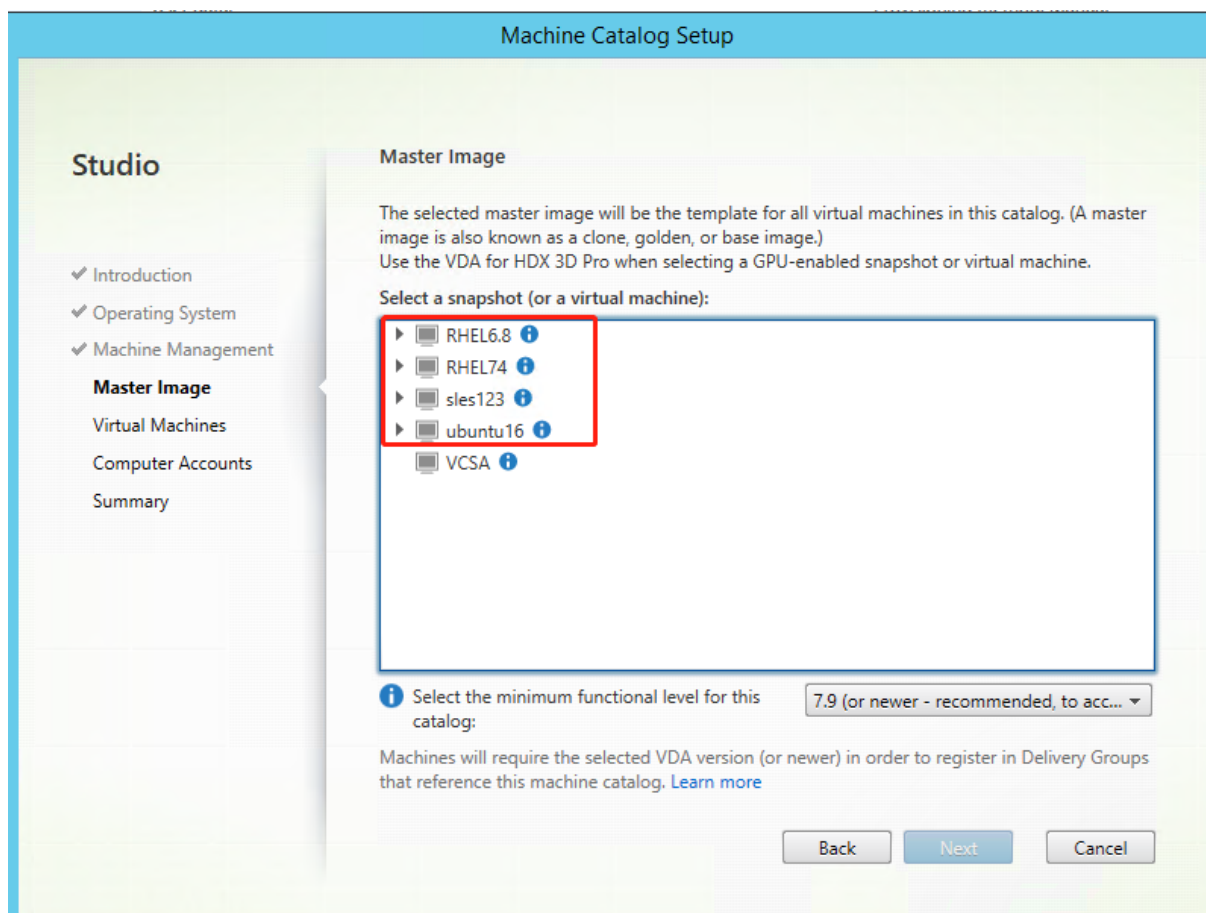 Machine Catalog Setup
Studio
Introduction
Operating System
Machine Management
Master Image
Virtual Machines
Computer Accounts
Summary
Master Image
The selected master image will be the template for all virtual machines in this catalog. (A master
image is also known as a clone, golden, or base image.)
Use the VDA for HDX 3D Pro when selecting a GPU-enabled snapshot or virtual machine.
Select a snapshot (or a virtual machine):
RHEL6.8
RHEL74
sles123
ubuntu16
VCSA
Select the minimum functional level for this
catalog:
7.9 (or newer - recommended, to acc...
Machines will require the selected VDA version (or newer) in order to register in Delivery Groups
that reference this machine catalog. Learn more
Back
Next
Cancel